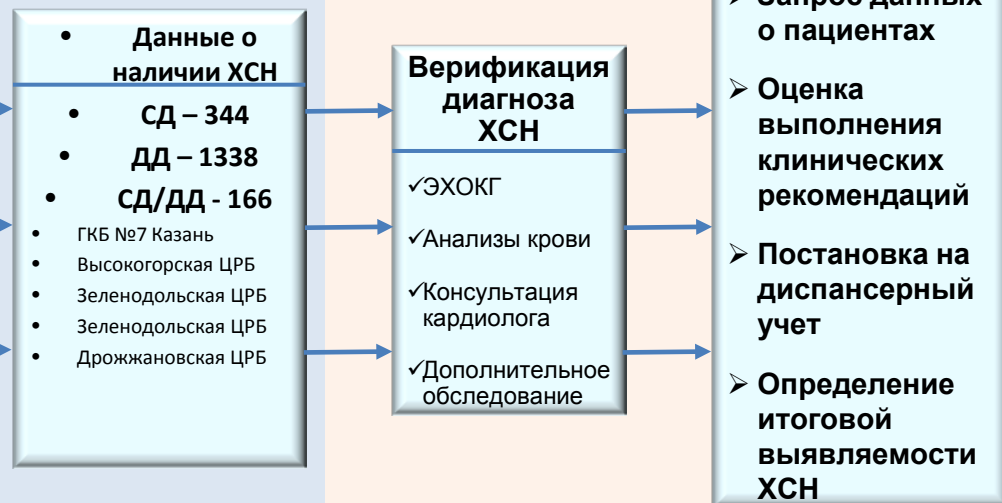 • Данные о
наличии ХСН
• СД – 344
• ДД – 1338
• СД/ДД - 166
• ГКБ №7 Казань
• Высокогорская ЦРБ
• Зеленодольская ЦРБ
• Зеленодольская ЦРБ
• Дрожжановская ЦРБ
Верификация
диагноза
ХСН
✓ЭХОКГ
✓Анализы крови
✓Консультация
кардиолога
✓Дополнительное
обследование
➢ Запрос данных
о пациентах
➢ Оценка
выполнения
клинических
рекомендаций
➢ Постановка на
диспансерный
учет
➢ Определение
итоговой
выявляемости
ХСН